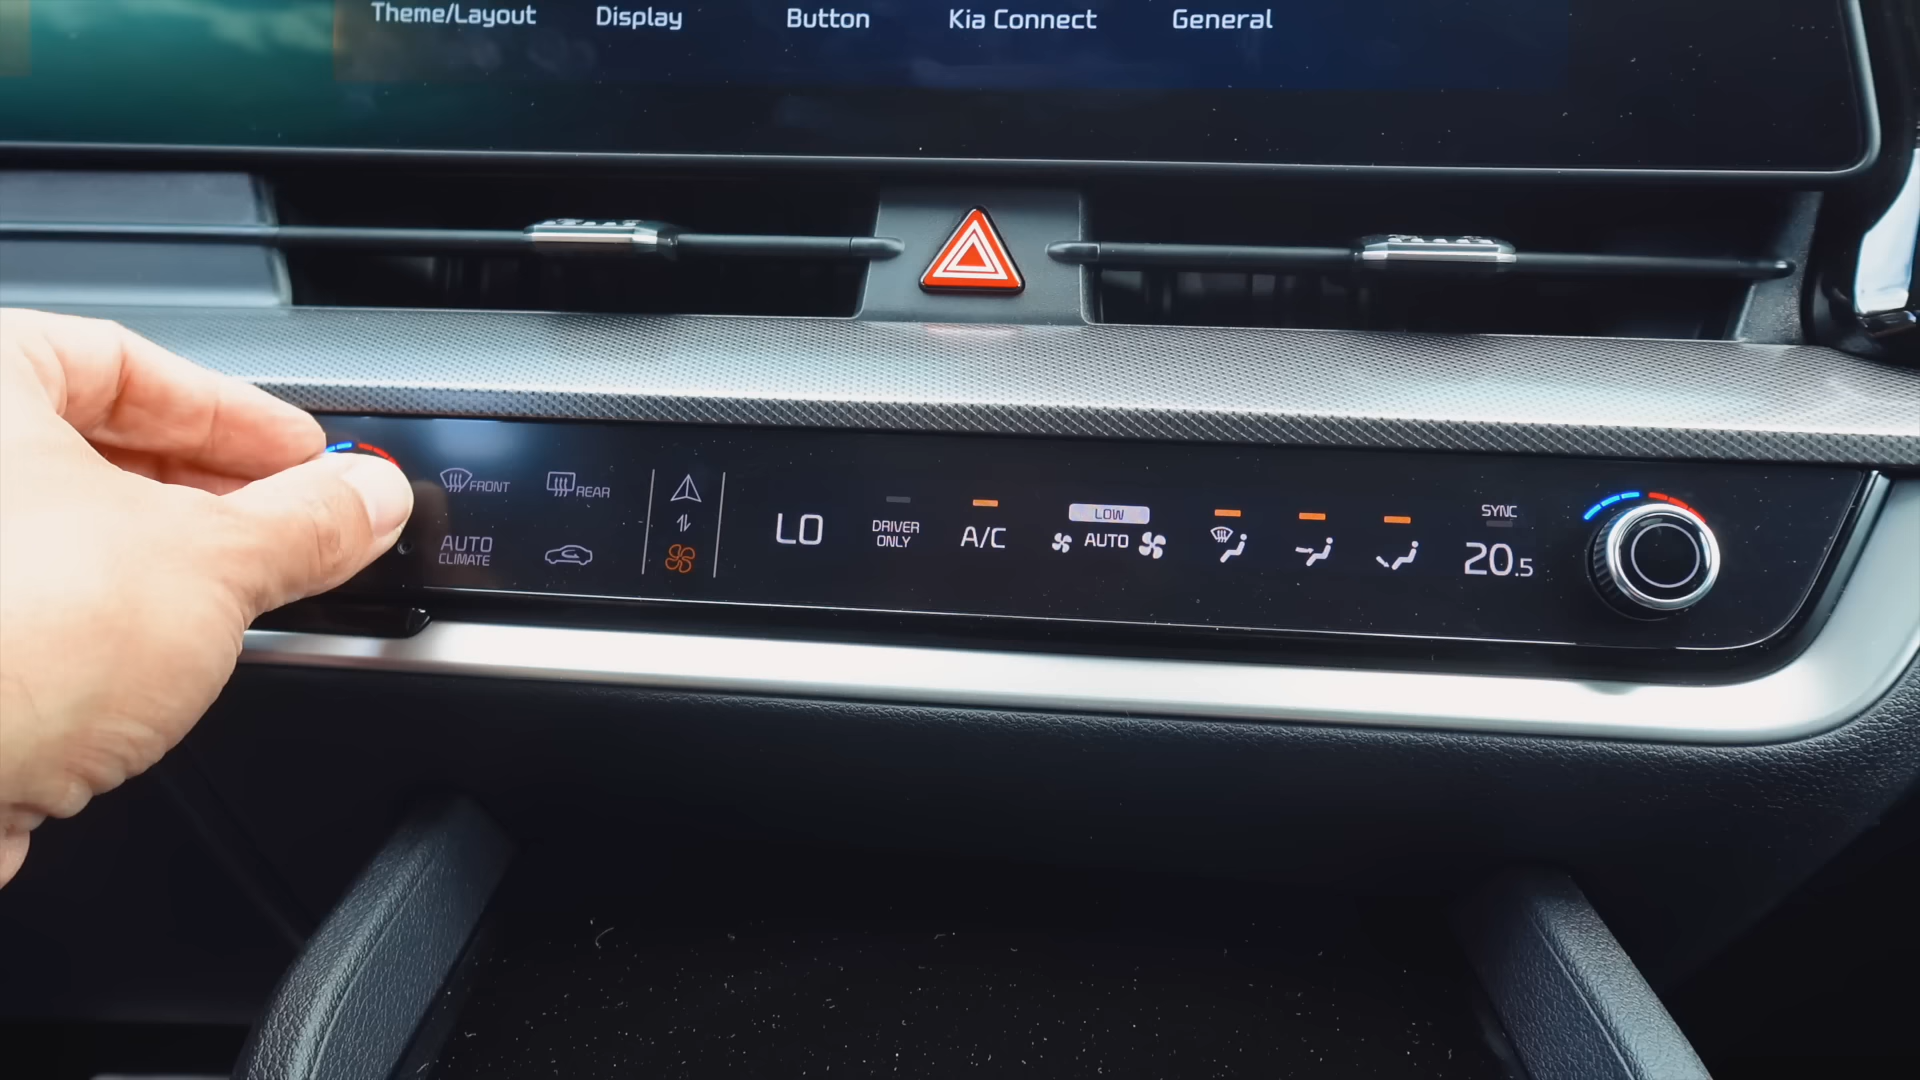 Theme/Layout Display Button Kia Connect General
FRONT REAR
AUTO
CLIMATE
LO
DRIVER
ONLY
A/C
LOW
AUTO
SYNC
20.5